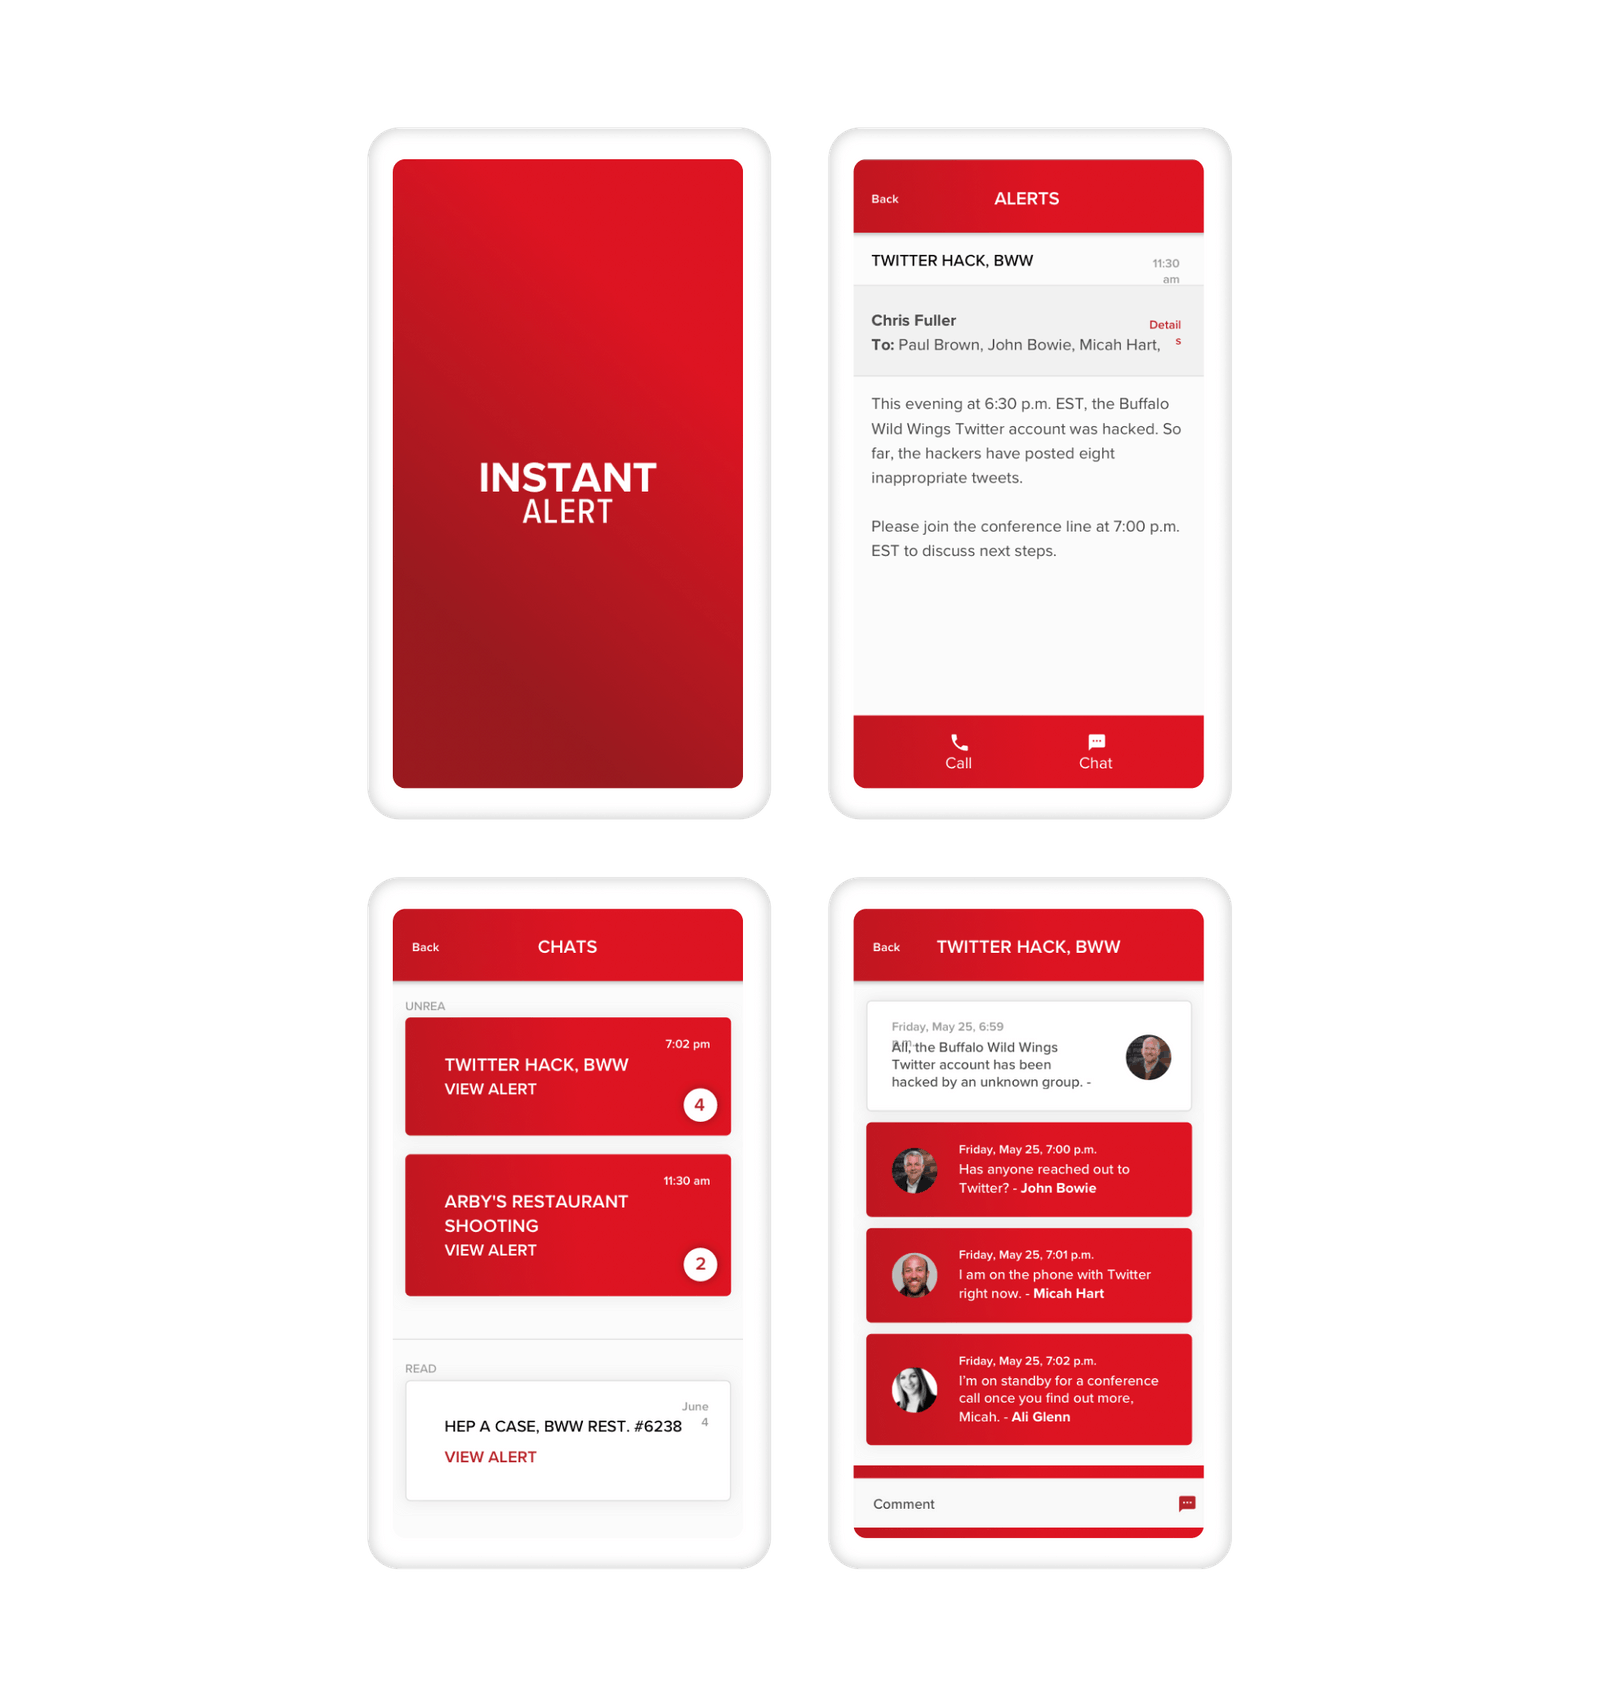 INSTANT
ALERT
Back
ALERTS
TWITTER HACK, BWW
11:30
am
Chris Fuller
Detail
s
To: Paul Brown, John Bowie, Micah Hart,
This evening at 6:30 p.m. EST, the Buffalo
Wild Wings Twitter account was hacked. So
far, the hackers have posted eight
inappropriate tweets.
Please join the conference line at 7:00 p.m.
EST to discuss next steps.
Call
Chat
Back
CHATS
UNREA
7:02 pm
TWITTER HACK, BWW
VIEW ALERT
4
11:30 am
ARBY'S RESTAURANT
SHOOTING
VIEW ALERT
2
READ
June
4
HEP A CASE, BWW REST. #6238
VIEW ALERT
Back
TWITTER HACK, BWW
Friday, May 25, 6:59
p.m.
All, the Buffalo Wild Wings
Twitter account has been
hacked by an unknown group. -
Friday, May 25, 7:00 p.m.
Has anyone reached out to
Twitter? - John Bowie
Friday, May 25, 7:01 p.m.
I am on the phone with Twitter
right now. - Micah Hart
Friday, May 25, 7:02 p.m.
I'm on standby for a conference
call once you find out more,
Micah. - Ali Glenn
Comment